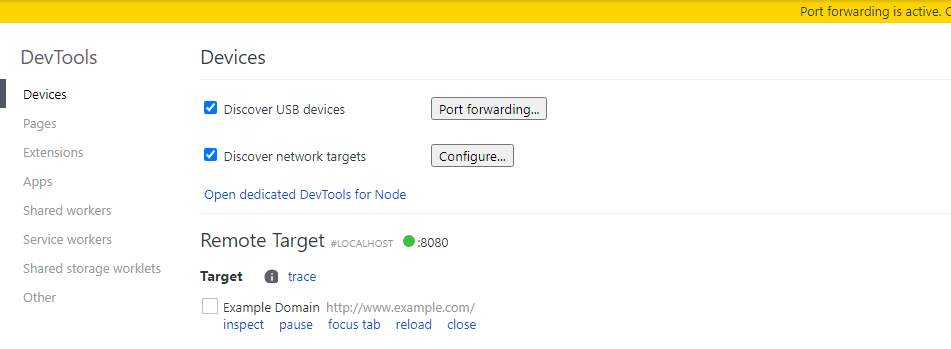 Port forwarding is active.
DevTools
Devices
Pages
Extensions
Apps
Shared workers
Service workers
Shared storage worklets
Other
Devices
Discover USB devices Port forwarding...
Discover network targets Configure...
Open dedicated DevTools for Node
Remote Target #LOCALHOST :8080
Target trace
Example Domain http://www.example.com/
inspect pause focus tab reload close